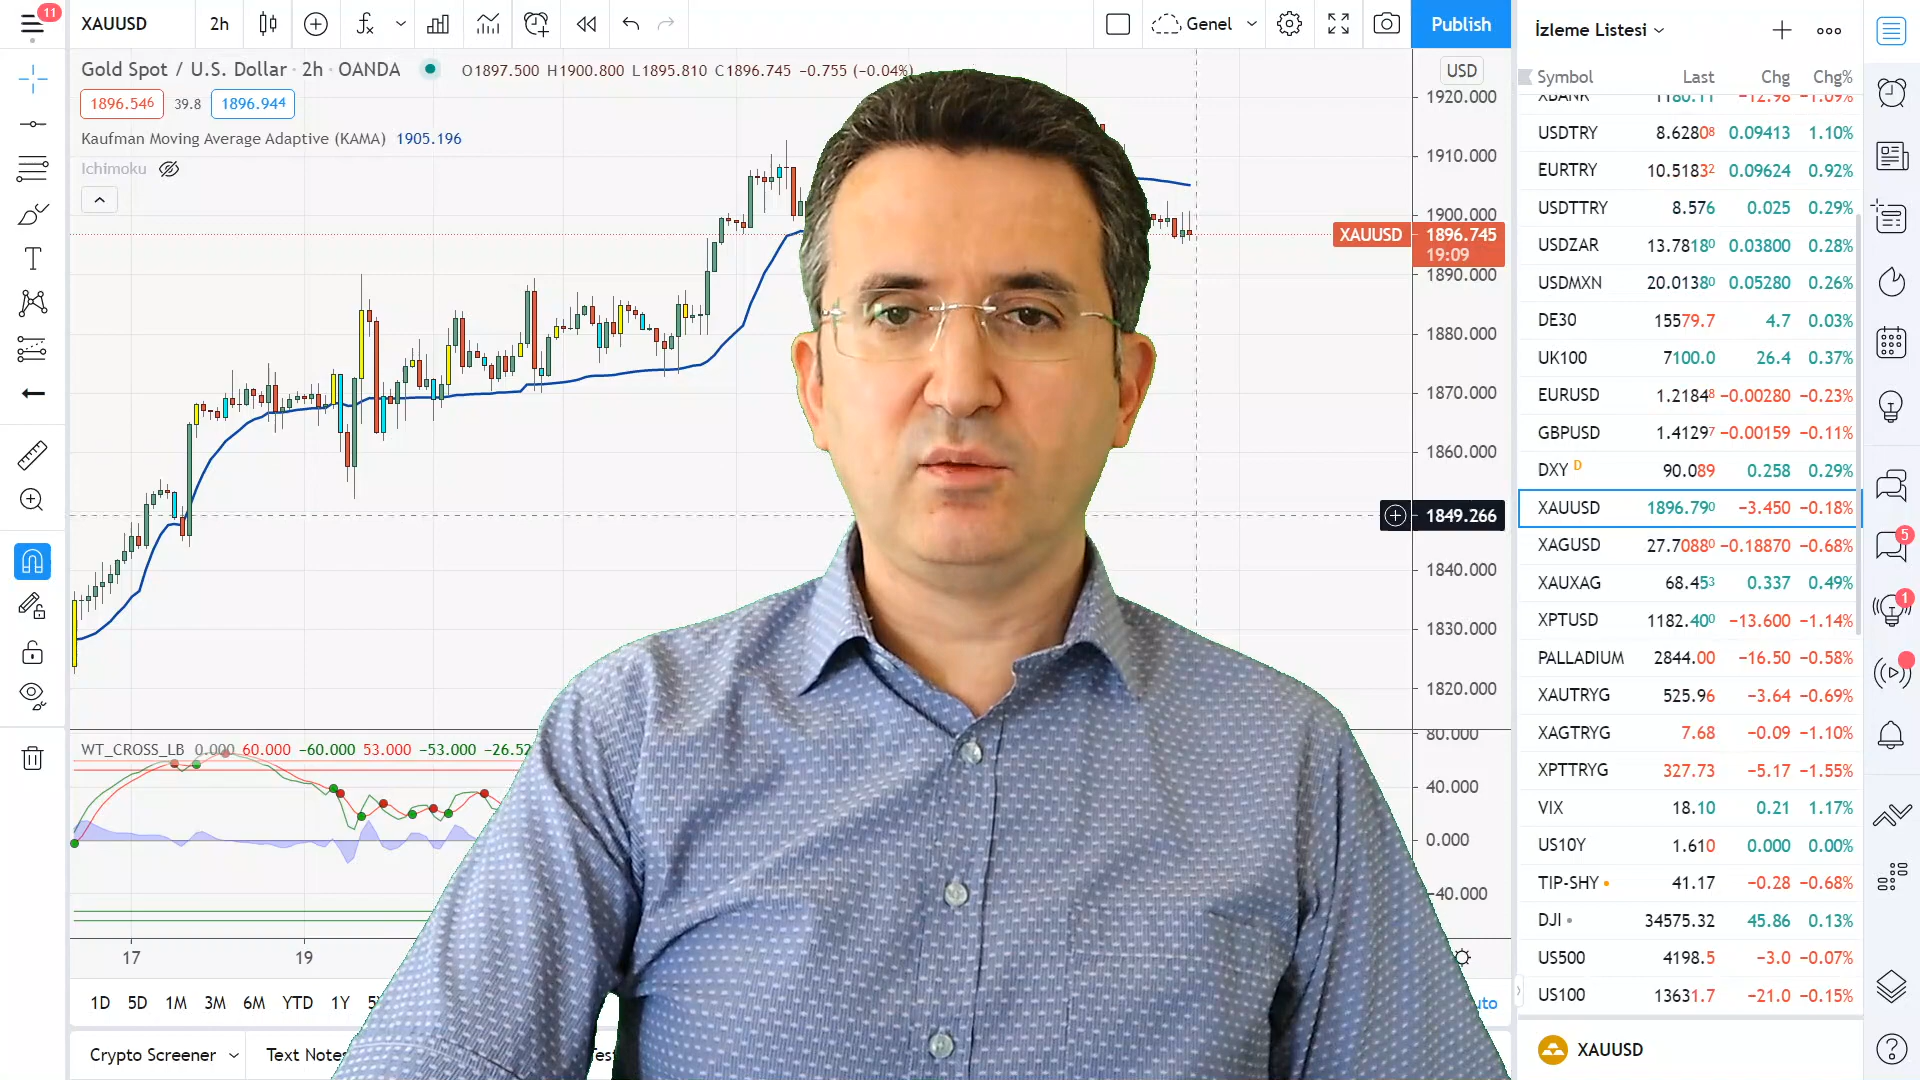 11
XAUUSD
2h
Genel
Publish
Gold Spot / U.S. Dollar · 2h · OANDA
O1897.500 H1900.800 L1895.810 C1896.745 −0.755 (−0.04%)
1896.546 39.8 1896.944
Kaufman Moving Average Adaptive (KAMA) 1905.196
Ichimoku
USD
1920.000
1910.000
1900.000
XAUUSD 1896.745
19:09
1890.000
1880.000
1870.000
1860.000
1849.266
1840.000
1830.000
1820.000
80.000
WT_CROSS_LB 0.000 60.000 −60.000 53.000 −53.000 −26.52
40.000
0.000
−40.000
17
19
1D 5D 1M 3M 6M YTD 1Y
Crypto Screener
Text Notes
İzleme Listesi
Symbol Last Chg Chg%
XBANK 1180.11 −12.98 −1.09%
USDTRY 8.62808 0.09413 1.10%
EURTRY 10.51832 0.09624 0.92%
USDTTRY 8.576 0.025 0.29%
USDZAR 13.78180 0.03800 0.28%
USDMXN 20.01380 0.05280 0.26%
DE30 15579.7 4.7 0.03%
UK100 7100.0 26.4 0.37%
EURUSD 1.21848 −0.00280 −0.23%
GBPUSD 1.41297 −0.00159 −0.11%
DXY D 90.089 0.258 0.29%
XAUUSD 1896.790 −3.450 −0.18%
XAGUSD 27.70880 −0.18870 −0.68%
XAUXAG 68.453 0.337 0.49%
XPTUSD 1182.400 −13.600 −1.14%
PALLADIUM 2844.00 −16.50 −0.58%
XAUTRYG 525.96 −3.64 −0.69%
XAGTRYG 7.68 −0.09 −1.10%
XPTTRYG 327.73 −5.17 −1.55%
VIX 18.10 0.21 1.17%
US10Y 1.610 0.000 0.00%
TIP-SHY 41.17 −0.28 −0.68%
DJI 34575.32 45.86 0.13%
US500 4198.5 −3.0 −0.07%
US100 13631.7 −21.0 −0.15%
XAUUSD
5
1